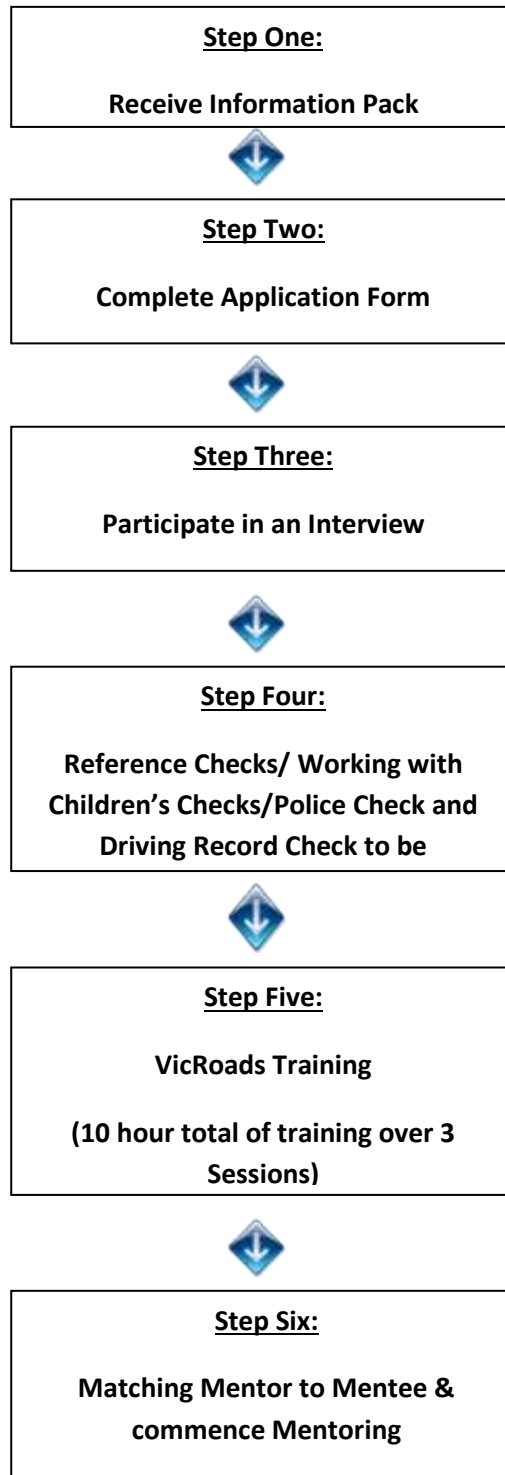 Step One:
Receive Information Pack
Step Two:
Complete Application Form
Step Three:
Participate in an Interview
Step Four:
Reference Checks/ Working with
Children’s Checks/Police Check and
Driving Record Check to be
Step Five:
VicRoads Training
(10 hour total of training over 3
Sessions)
Step Six:
Matching Mentor to Mentee &
commence Mentoring